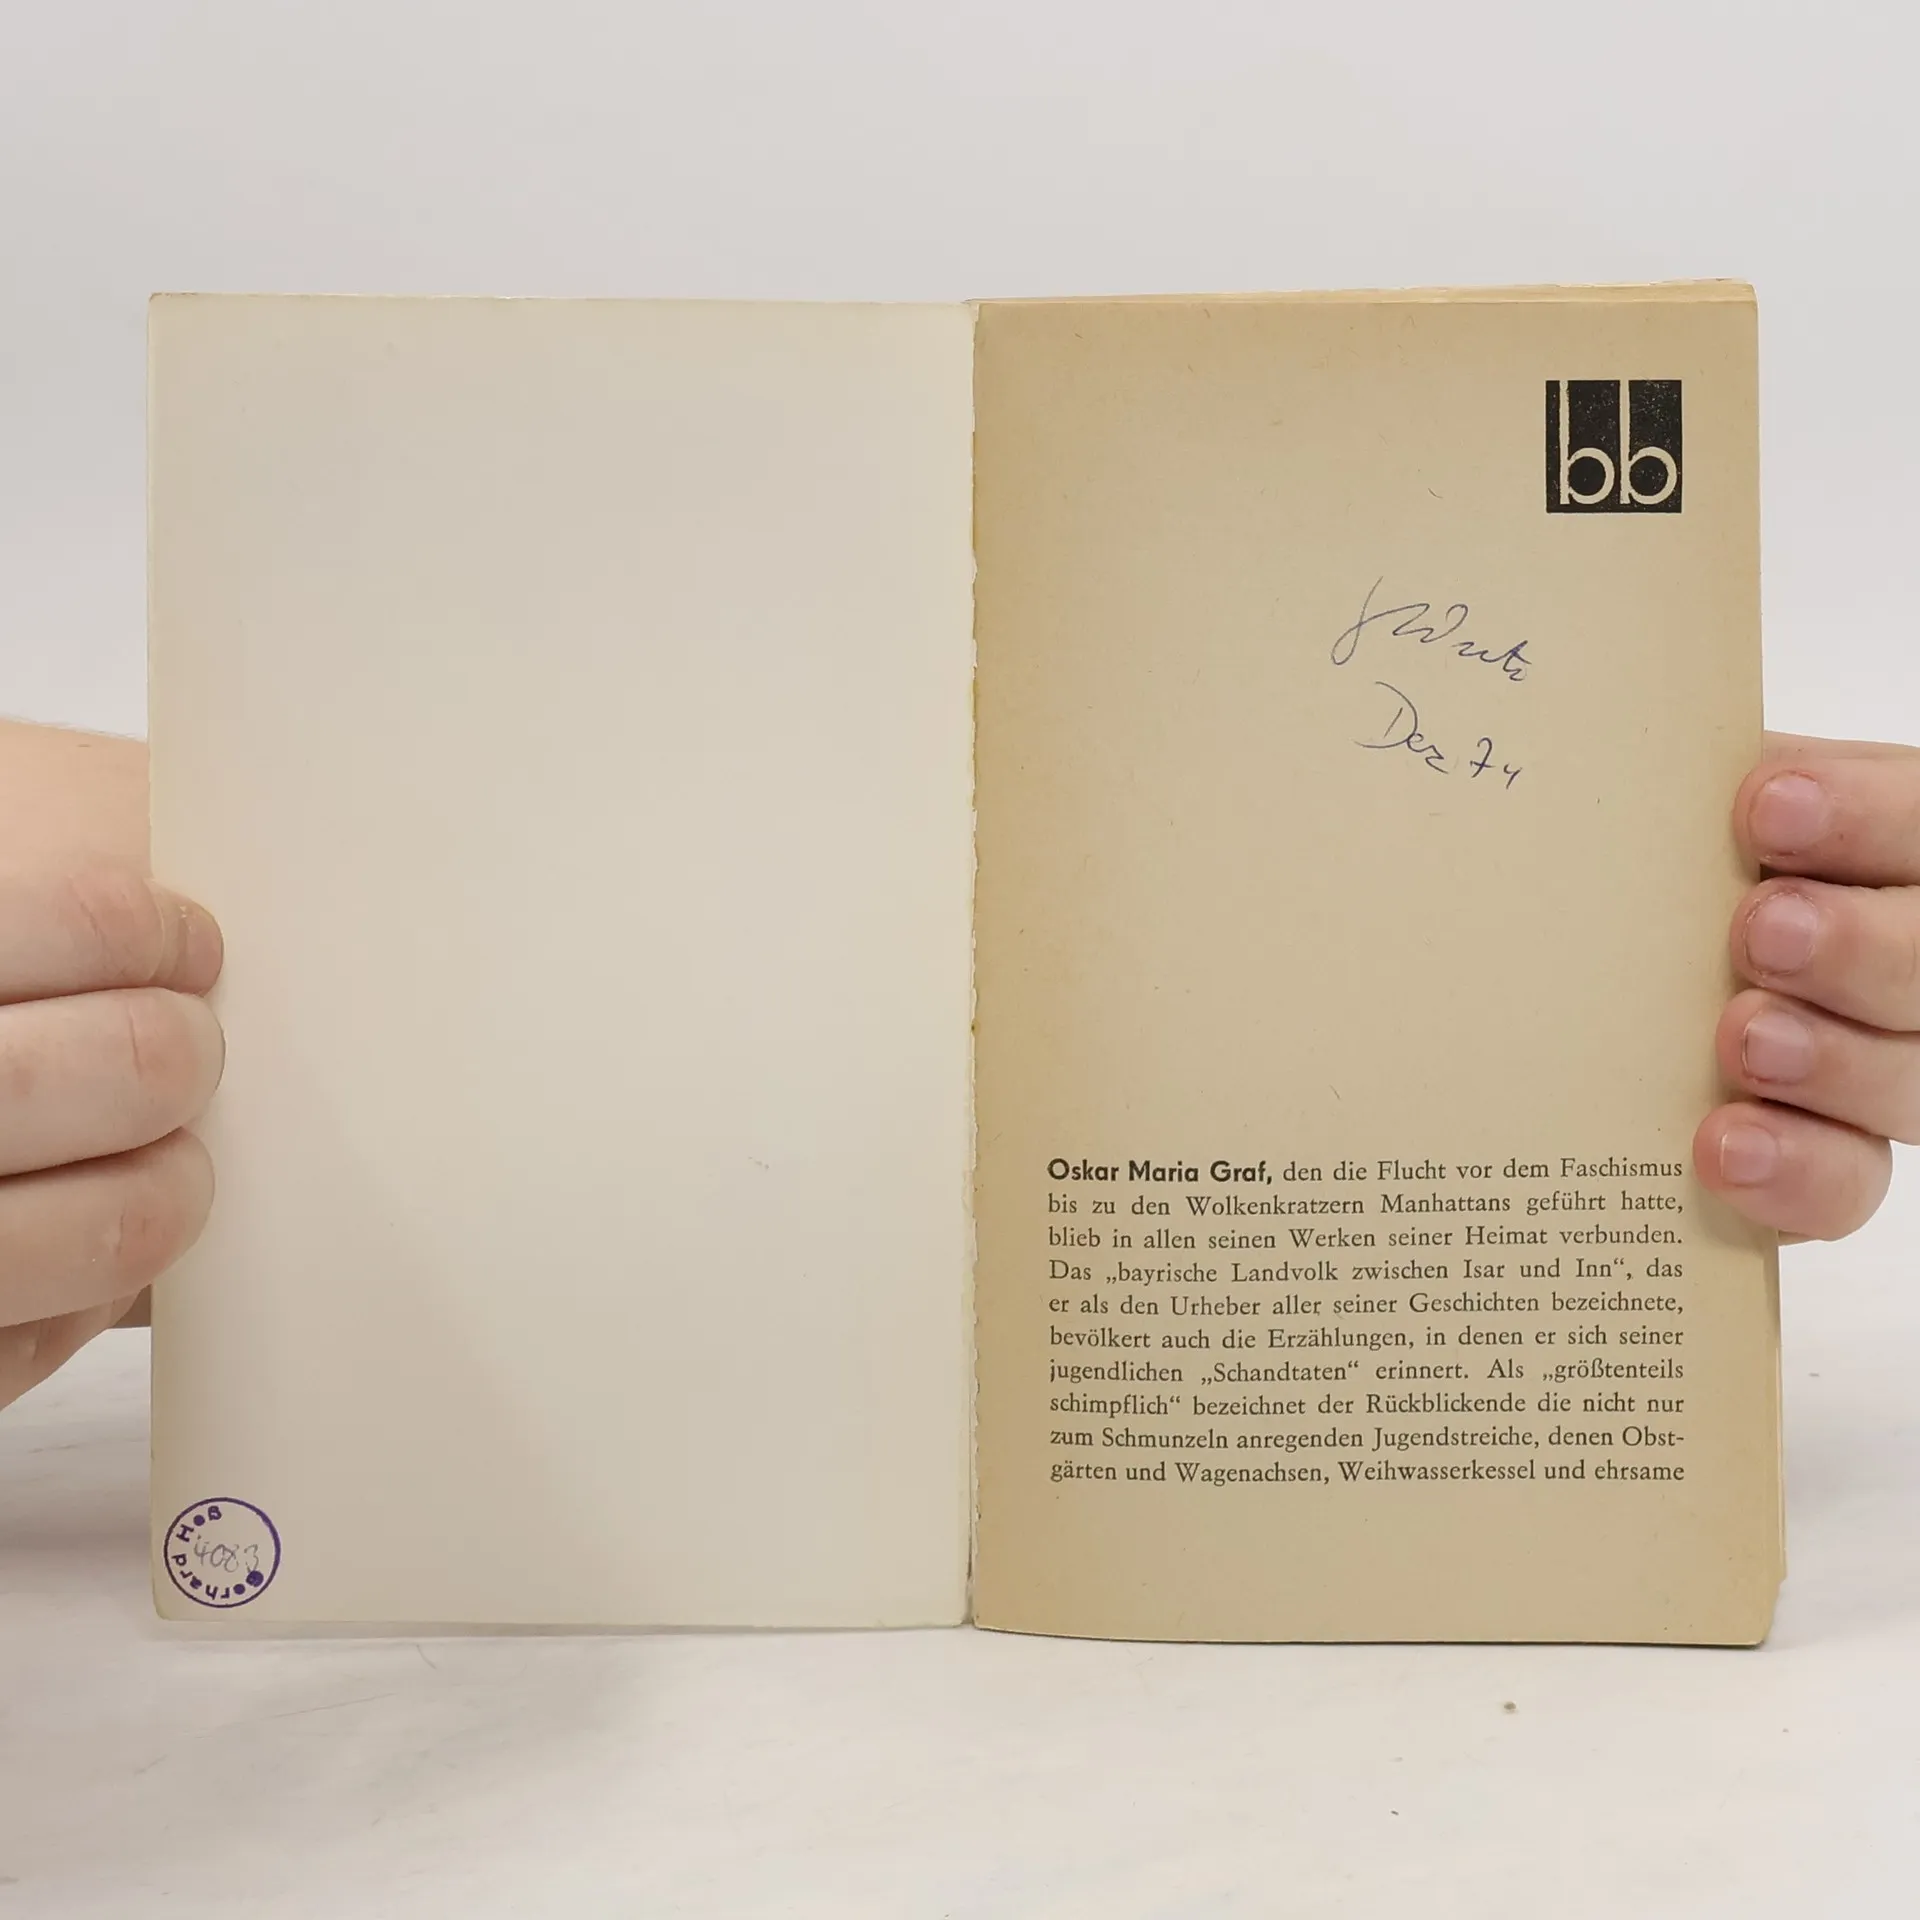 bb
Dez 74
Oskar Maria Graf, den die Flucht vor dem Faschismus
bis zu den Wolkenkratzern Manhattans geführt hatte,
blieb in allen seinen Werken seiner Heimat verbunden.
Das „bayrische Landvolk zwischen Isar und Inn“, das
er als den Urheber aller seiner Geschichten bezeichnete,
bevölkert auch die Erzählungen, in denen er sich seiner
jugendlichen „Schandtaten“ erinnert. Als „größtenteils
schimpflich“ bezeichnet der Rückblickende die nicht nur
zum Schmunzeln anregenden Jugendstreiche, denen Obst-
gärten und Wagenachsen, Weihwasserkessel und ehrsame
Gerhard Heß
4083